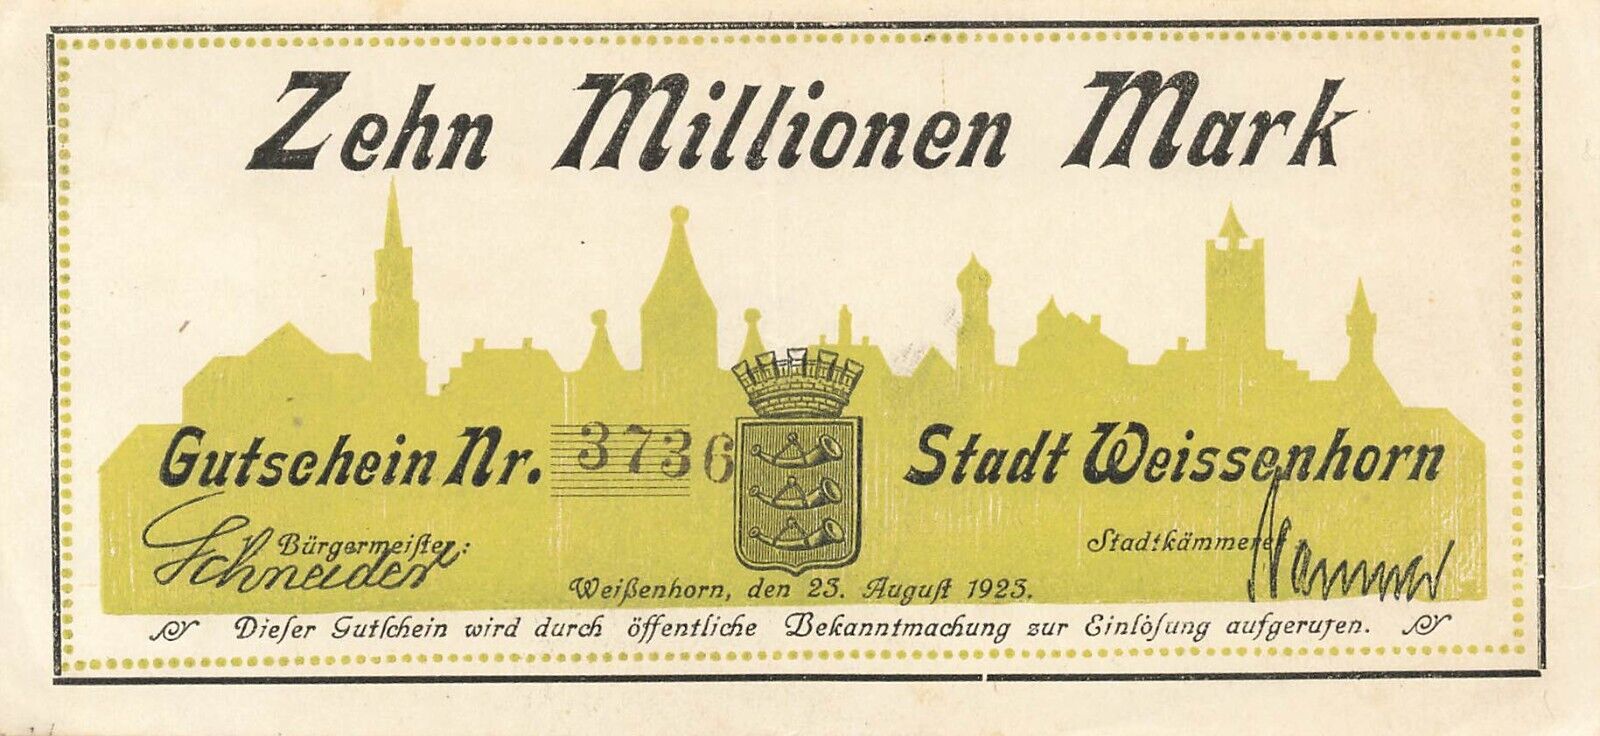 Zehn Millionen Mark
Gutschein Nr. 3736 Stadt Weissenhorn
Bürgermeister: Stadtkämmerer
Schneider
Weißenhorn, den 23. August 1923.
Dieser Gutschein wird durch öffentliche Bekanntmachung zur Einlösung aufgerufen.